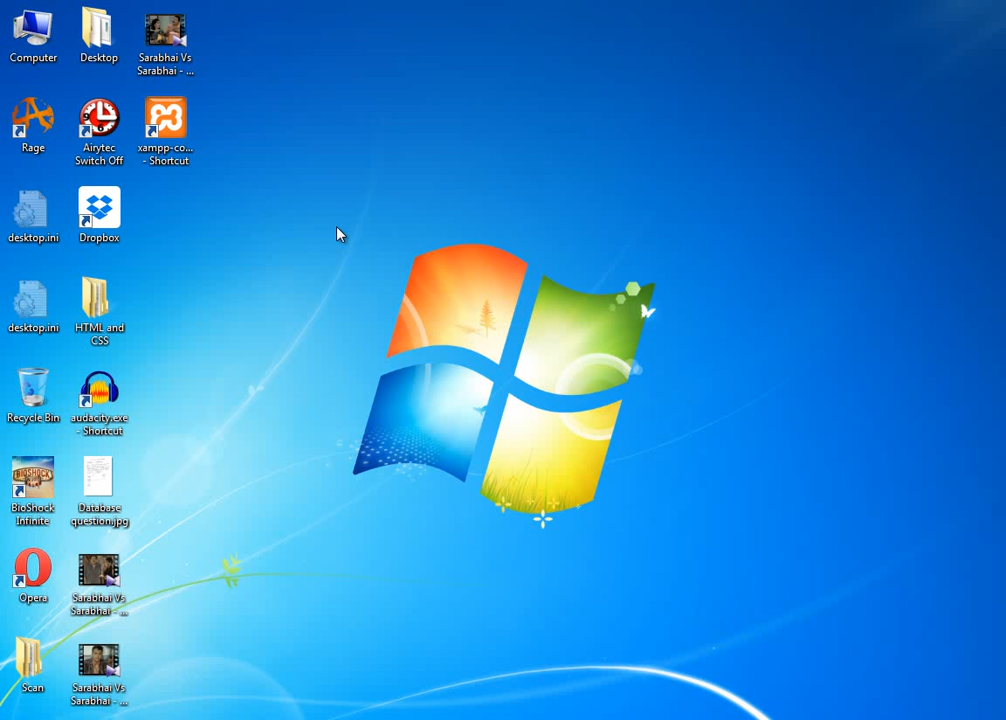 Computer
Desktop
Sarabhai Vs
Sarabhai - ...
Rage
Airytec
Switch Off
xampp-co...
- Shortcut
desktop.ini
Dropbox
desktop.ini
HTML and
CSS
Recycle Bin
audacity.exe
- Shortcut
BIOSHOCK
BioShock
Infinite
Database
question.jpg
Opera
Sarabhai Vs
Sarabhai - ...
Scan
Sarabhai Vs
Sarabhai - ...